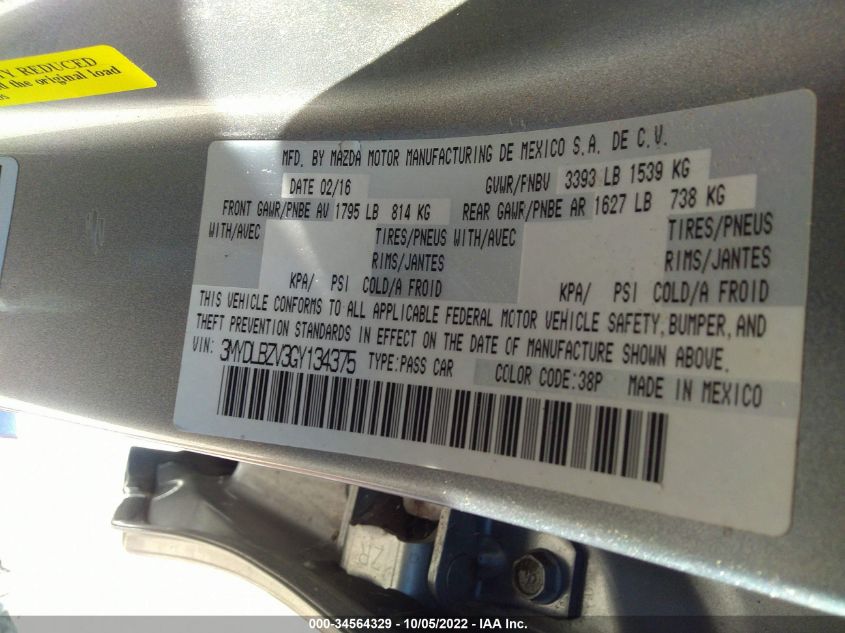 TY REDUCED
the original load
MFD. BY MAZDA MOTOR MANUFACTURING DE MEXICO S.A. DE C.V.
DATE 02/16 GVWR/PNBV 3393 LB 1539 KG
FRONT GAWR/PNBE AV 1795 LB 814 KG REAR GAWR/PNBE AR 1627 LB 738 KG
WITH/AVEC TIRES/PNEUS WITH/AVEC TIRES/PNEUS
RIMS/JANTES RIMS/JANTES
KPA/ PSI COLD/A FROID KPA/ PSI COLD/A FROID
THIS VEHICLE CONFORMS TO ALL APPLICABLE FEDERAL MOTOR VEHICLE SAFETY, BUMPER, AND
THEFT PREVENTION STANDARDS IN EFFECT ON THE DATE OF MANUFACTURE SHOWN ABOVE.
VIN: 3MYDLBZV3GY134375 TYPE:PASS CAR COLOR CODE:38P MADE IN MEXICO
ZR
000-34564329 - 10/05/2022 - IAA Inc.